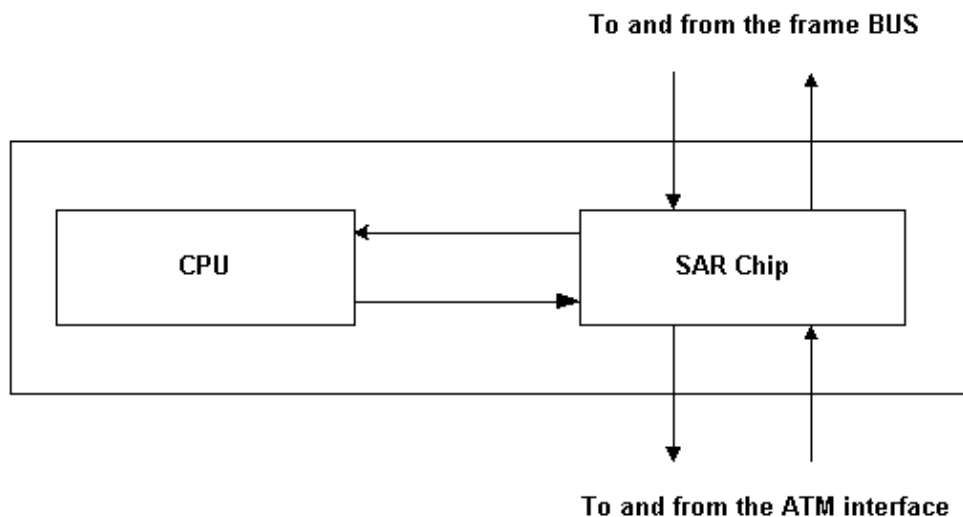 To and from the frame BUS
CPU
SAR Chip
To and from the ATM interface